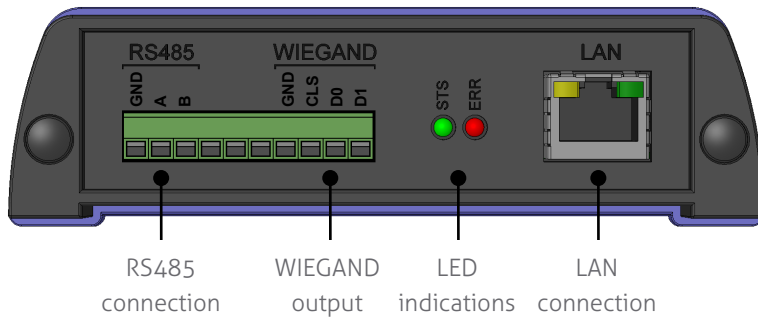 RS485 WIEGAND LAN
GND A B GND CLS D0 D1 STS ERR
RS485 WIEGAND LED LAN
connection output indications connection